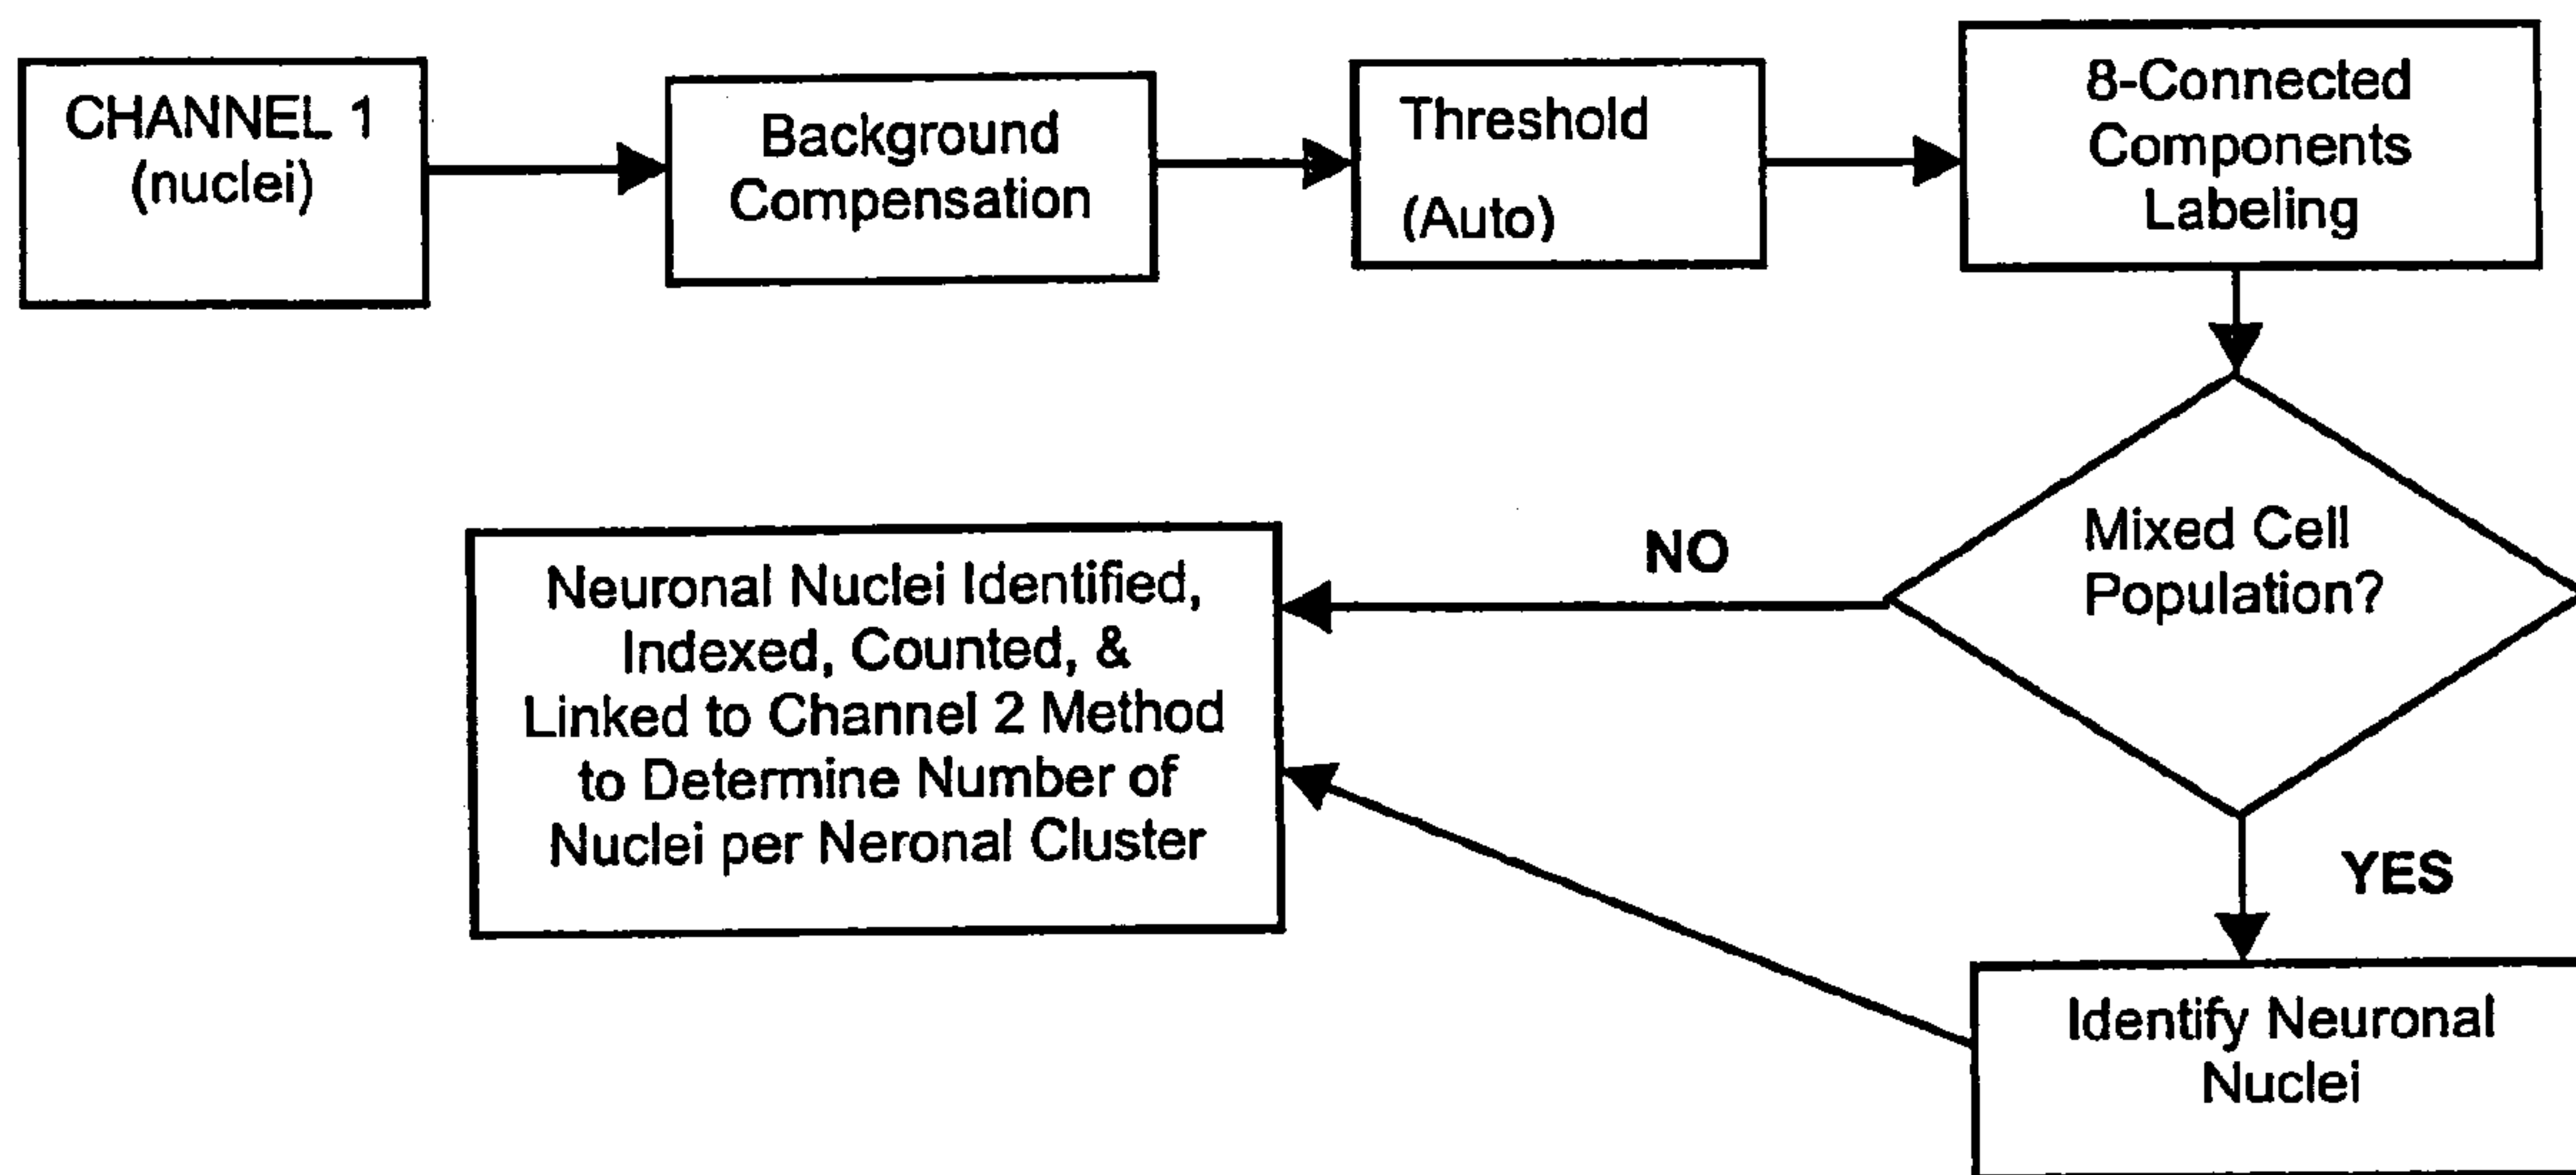 CHANNEL 1
(nuclei)
Background
Compensation
Threshold
(Auto)
8-Connected
Components
Labeling
Mixed Cell
Population?
NO
YES
Neuronal Nuclei Identified,
Indexed, Counted, &
Linked to Channel 2 Method
to Determine Number of
Nuclei per Neronal Cluster
Identify Neuronal
Nuclei